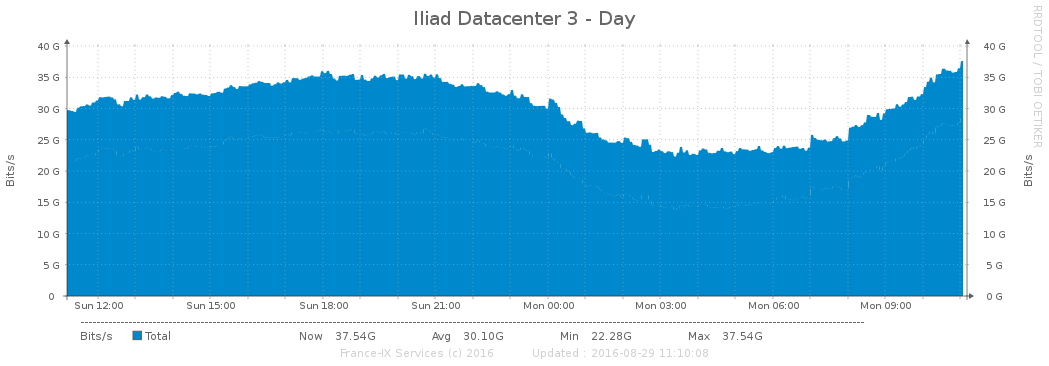 Iliad Datacenter 3 - Day
RRDTOOL / TOBI OETIKER
Bits/s
40 G
35 G
30 G
25 G
20 G
15 G
10 G
5 G
0
40 G
35 G
30 G
25 G
20 G
15 G
10 G
5 G
0 G
Bits/s
Sun 12:00 Sun 15:00 Sun 18:00 Sun 21:00 Mon 00:00 Mon 03:00 Mon 06:00 Mon 09:00
Bits/s Total Now 37.54G Avg 30.10G Min 22.28G Max 37.54G
France-IX Services (c) 2016 Updated : 2016-08-29 11:10:08